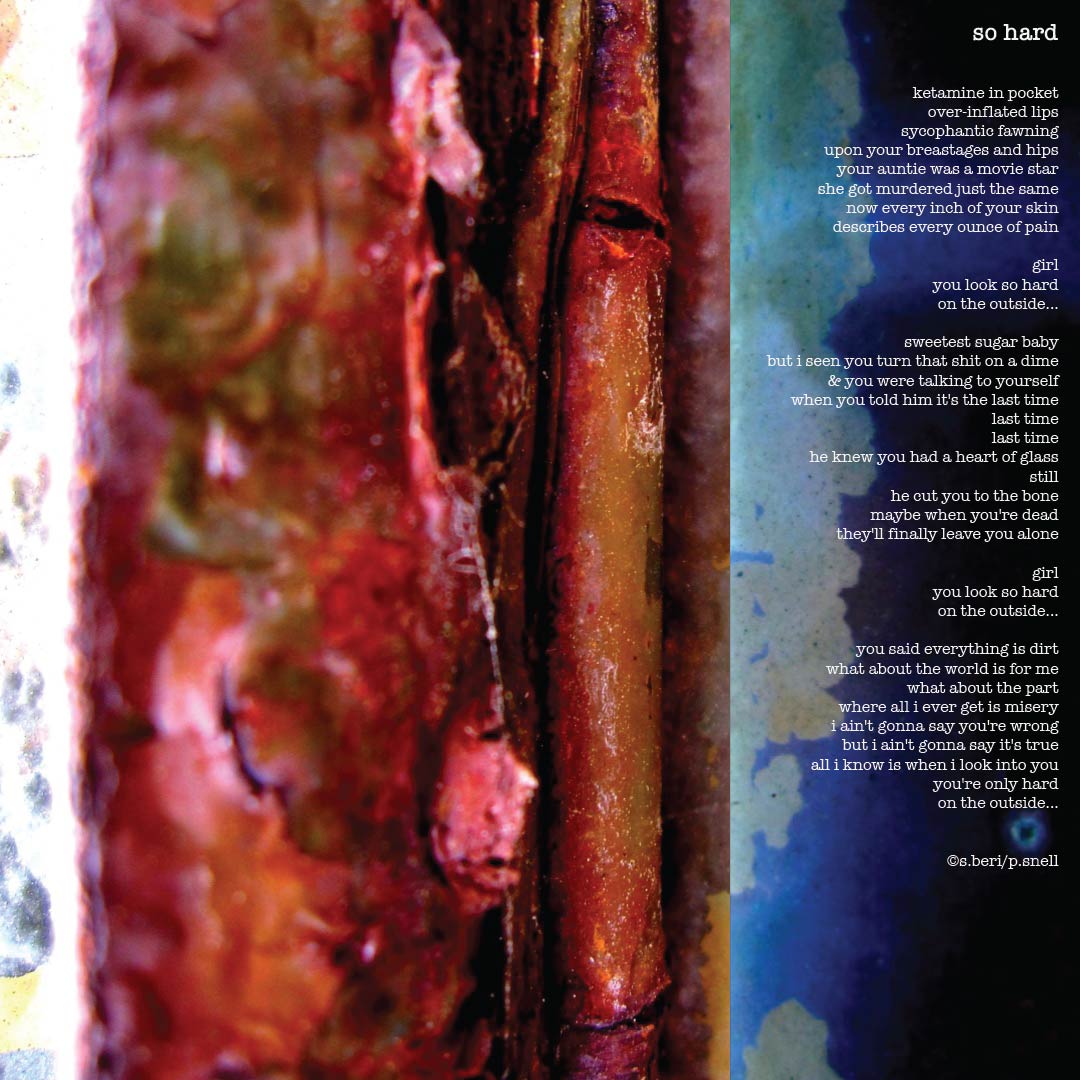 so hard
ketamine in pocket
over-inflated lips
sycophantic fawning
upon your breastages and hips
your auntie was a movie star
she got murdered just the same
now every inch of your skin
describes every ounce of pain
girl
you look so hard
on the outside...
sweetest sugar baby
but i seen you turn that shit on a dime
& you were talking to yourself
when you told him it's the last time
last time
last time
he knew you had a heart of glass
still
he cut you to the bone
maybe when you're dead
they'll finally leave you alone
girl
you look so hard
on the outside...
you said everything is dirt
what about the world is for me
what about the part
where all i ever get is misery
i ain't gonna say you're wrong
but i ain't gonna say it's true
all i know is when i look into you
you're only hard
on the outside...
©s.beri/p.snell